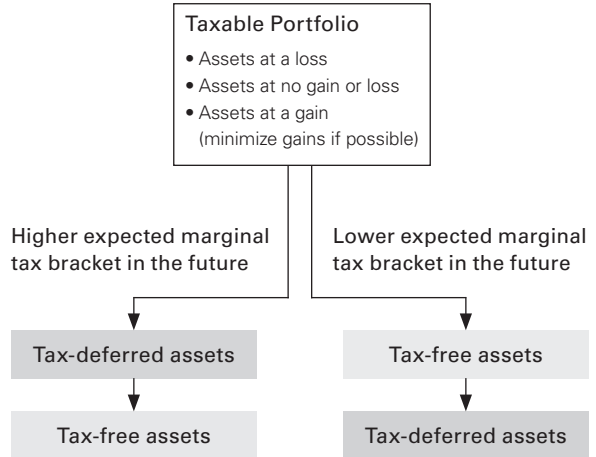 Taxable Portfolio
• Assets at a loss
• Assets at no gain or loss
• Assets at a gain
(minimize gains if possible)
Higher expected marginal
tax bracket in the future
Lower expected marginal
tax bracket in the future
Tax-deferred assets
Tax-free assets
Tax-free assets
Tax-deferred assets